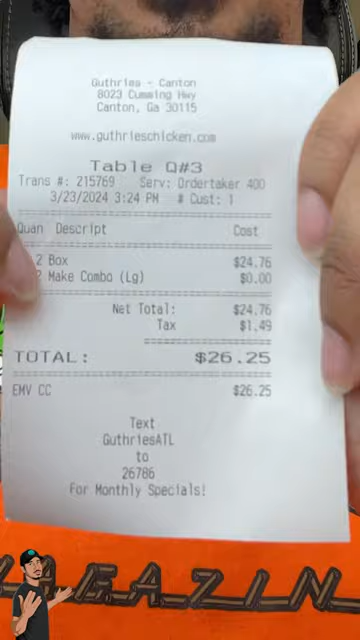 Guthries - Canton
8023 Cumming Hwy
Canton, Ga 30115
www.guthrieschicken.com
Table Q#3
Trans #: 215769 Serv: Ordertaker 400
3/23/2024 3:24 PM # Cust: 1
Quan Descript Cost
2 Box $24.76
2 Make Combo (Lg) $0.00
Net Total: $24.76
Tax $1.49
TOTAL: $26.25
EMV CC $26.25
Text
GuthriesATL
to
26786
For Monthly Specials!